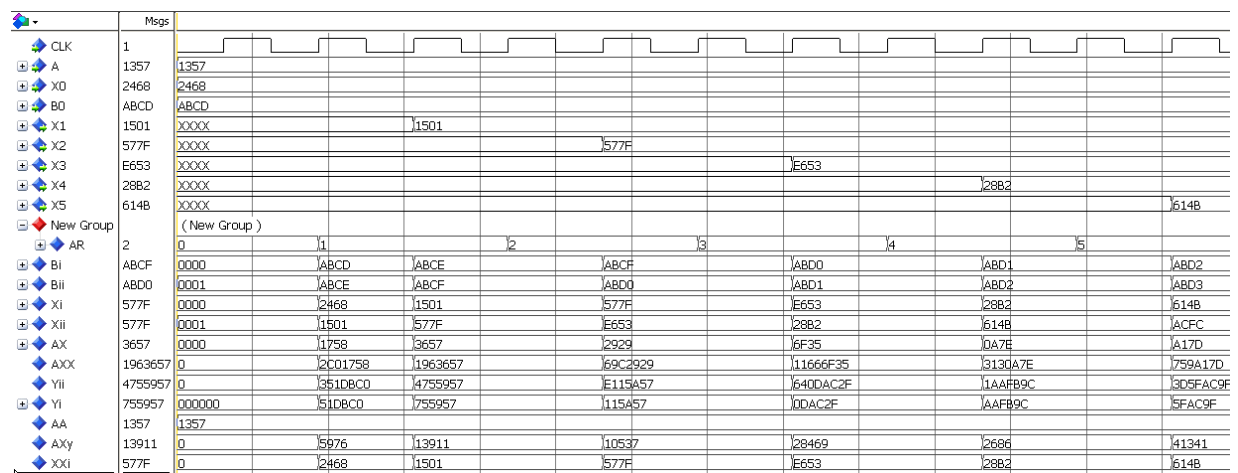 Msgs
CLK 1
A 1357 1357
X0 2468 2468
B0 ABCD ABCD
X1 1501 XXXX 1501
X2 577F XXXX 577F
X3 E653 XXXX E653
X4 28B2 XXXX 28B2
X5 614B XXXX 614B
New Group ( New Group )
AR 2 0 1 2 3 4 5
Bi ABCF 0000 ABCD ABCE ABCF ABD0 ABD1 ABD2
Bii ABD0 0001 ABCE ABCF ABD0 ABD1 ABD2 ABD3
Xi 577F 0000 2468 1501 577F E653 28B2 614B
Xii 577F 0001 1501 577F E653 28B2 614B ACFC
AX 3657 0000 1758 3657 2929 6F35 0A7E A17D
AXX 1963657 0 2C01758 1963657 69C2929 11666F35 3130A7E 759A17D
Yii 4755957 0 351DBC0 4755957 E115A57 640DAC2F 1AAFB9C 3D5FAC9F
Yi 755957 000000 51DBC0 755957 115A57 0DAC2F AAFB9C 5FAC9F
AA 1357 1357
AXy 13911 0 5976 13911 10537 28469 2686 41341
XXi 577F 0 2468 1501 577F E653 28B2 614B